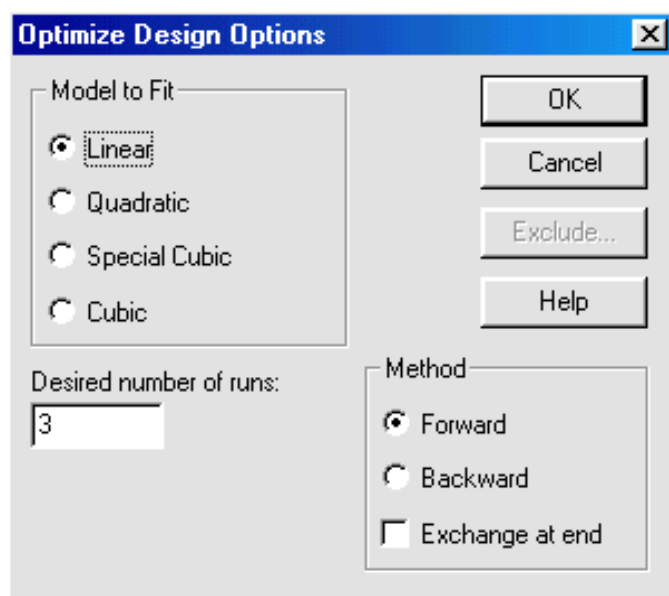 Optimize Design Options
Model to Fit
Linear
Quadratic
Special Cubic
Cubic
OK
Cancel
Exclude...
Help
Desired number of runs:
3
Method
Forward
Backward
Exchange at end